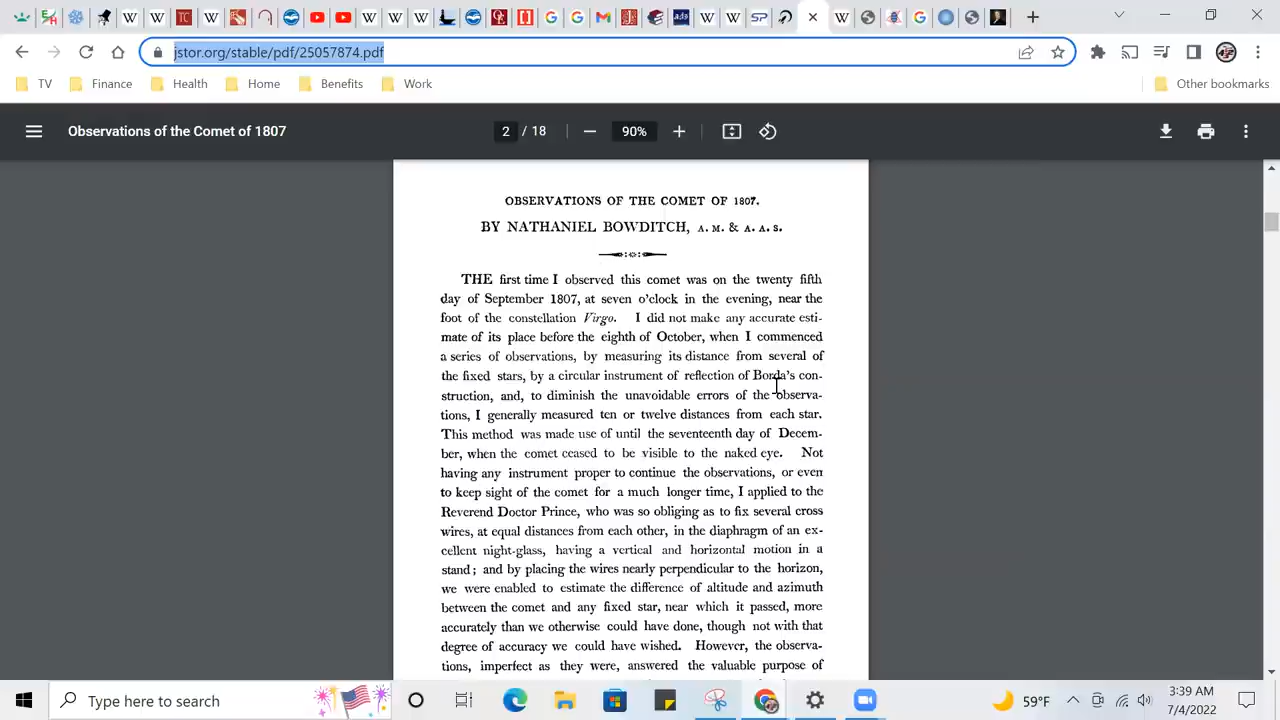 jstor.org/stable/pdf/25057874.pdf
TV Finance Health Home Benefits Work Other bookmarks
Observations of the Comet of 1807 2 / 18 90%
OBSERVATIONS OF THE COMET OF 1807.
BY NATHANIEL BOWDITCH, A. M. & A. A. S.
THE first time I observed this comet was on the twenty fifth
day of September 1807, at seven o'clock in the evening, near the
foot of the constellation Virgo. I did not make any accurate esti-
mate of its place before the eighth of October, when I commenced
a series of observations, by measuring its distance from several of
the fixed stars, by a circular instrument of reflection of Borda's con-
struction, and, to diminish the unavoidable errors of the observa-
tions, I generally measured ten or twelve distances from each star.
This method was made use of until the seventeenth day of Decem-
ber, when the comet ceased to be visible to the naked eye. Not
having any instrument proper to continue the observations, or even
to keep sight of the comet for a much longer time, I applied to the
Reverend Doctor Prince, who was so obliging as to fix several cross
wires, at equal distances from each other, in the diaphragm of an ex-
cellent night-glass, having a vertical and horizontal motion in a
stand; and by placing the wires nearly perpendicular to the horizon,
we were enabled to estimate the difference of altitude and azimuth
between the comet and any fixed star, near which it passed, more
accurately than we otherwise could have done, though not with that
degree of accuracy we could have wished. However, the observa-
tions, imperfect as they were, answered the valuable purpose of
Type here to search 59°F 3:39 AM
7/4/2022